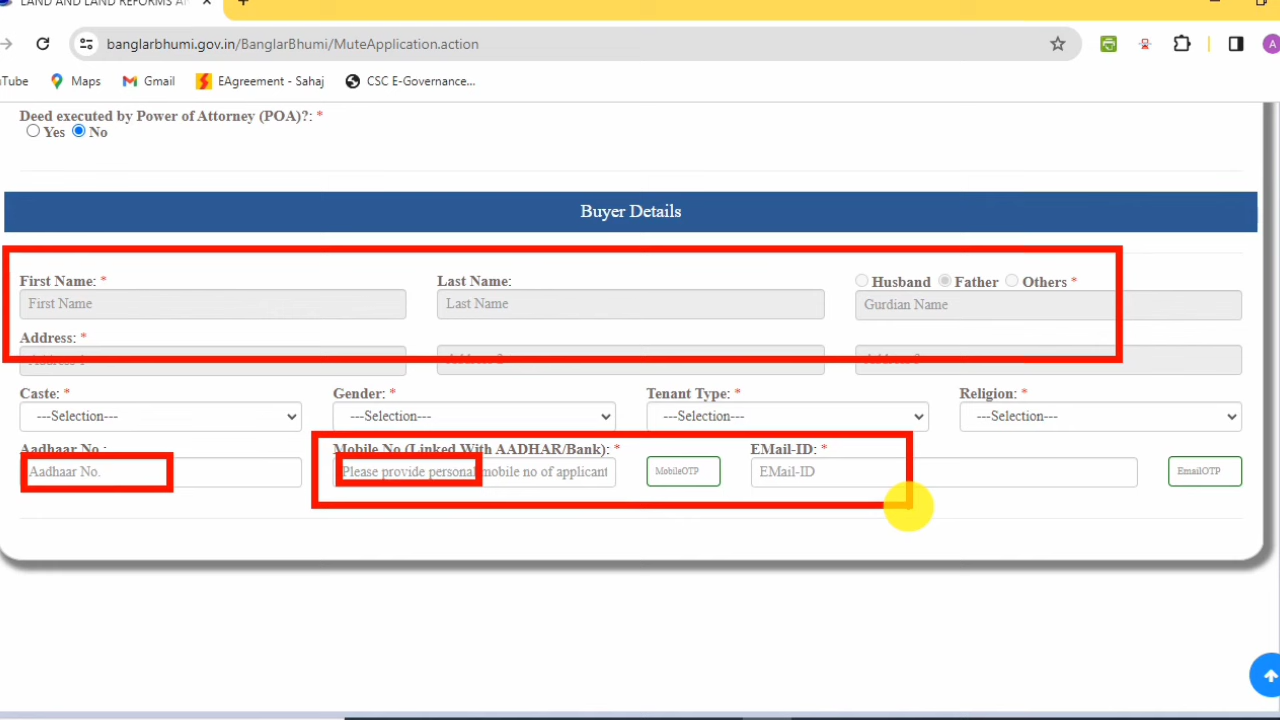 LAND AND LAND REFORMS A
banglarbhumi.gov.in/BanglarBhumi/MuteApplication.action
A
Tube Maps Gmail EAgreement - Sahaj CSC E-Governance...
Deed executed by Power of Attorney (POA)?: *
Yes No
Buyer Details
First Name: * Last Name: Husband Father Others *
First Name Last Name Gurdian Name
Address: *
Caste: * Gender: * Tenant Type: * Religion: *
---Selection--- ---Selection--- ---Selection--- ---Selection---
Aadhaar No.: Mobile No (Linked With AADHAR/Bank): * EMail-ID: *
Aadhaar No. Please provide personal mobile no of applicant MobileOTP EMail-ID EmailOTP